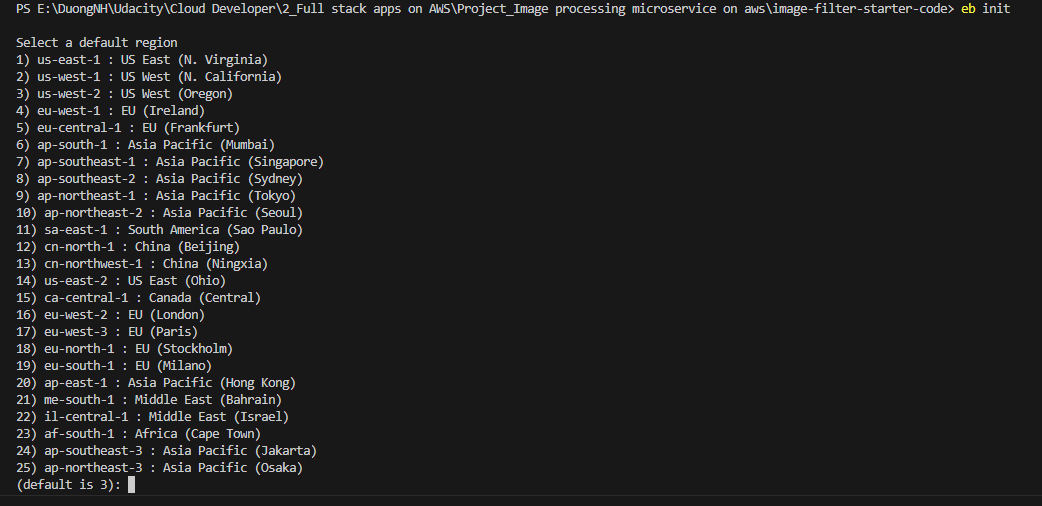 PS E:\DuongNH\Udacity\Cloud Developer\2_Full stack apps on AWS\Project_Image processing microservice on aws\image-filter-starter-code> eb init
Select a default region
1) us-east-1 : US East (N. Virginia)
2) us-west-1 : US West (N. California)
3) us-west-2 : US West (Oregon)
4) eu-west-1 : EU (Ireland)
5) eu-central-1 : EU (Frankfurt)
6) ap-south-1 : Asia Pacific (Mumbai)
7) ap-southeast-1 : Asia Pacific (Singapore)
8) ap-southeast-2 : Asia Pacific (Sydney)
9) ap-northeast-1 : Asia Pacific (Tokyo)
10) ap-northeast-2 : Asia Pacific (Seoul)
11) sa-east-1 : South America (Sao Paulo)
12) cn-north-1 : China (Beijing)
13) cn-northwest-1 : China (Ningxia)
14) us-east-2 : US East (Ohio)
15) ca-central-1 : Canada (Central)
16) eu-west-2 : EU (London)
17) eu-west-3 : EU (Paris)
18) eu-north-1 : EU (Stockholm)
19) eu-south-1 : EU (Milano)
20) ap-east-1 : Asia Pacific (Hong Kong)
21) me-south-1 : Middle East (Bahrain)
22) il-central-1 : Middle East (Israel)
23) af-south-1 : Africa (Cape Town)
24) ap-southeast-3 : Asia Pacific (Jakarta)
25) ap-northeast-3 : Asia Pacific (Osaka)
(default is 3):